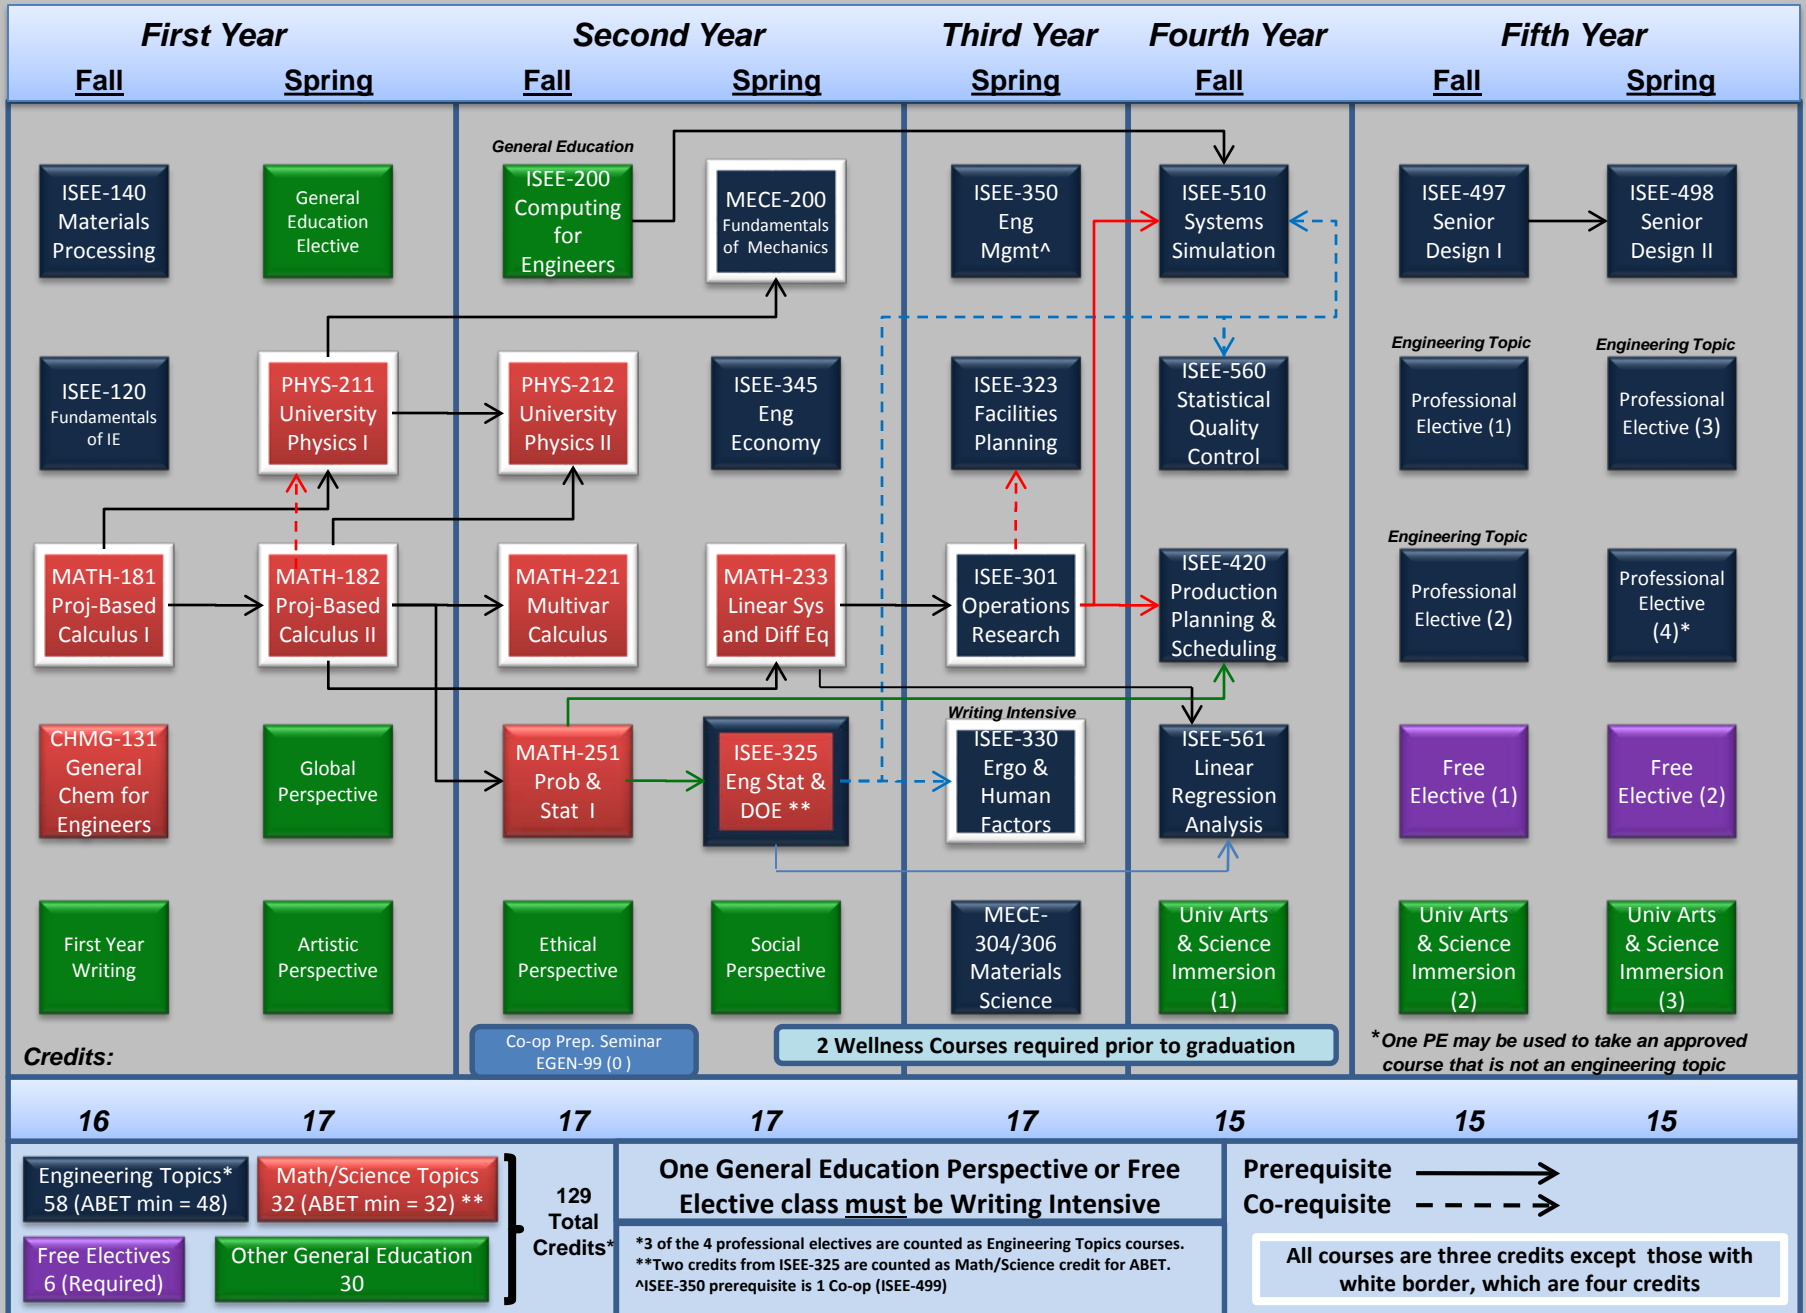 First Year
Second Year
Third Year
Fourth Year
Fifth Year
Fall
Spring
Fall
Spring
Spring
Fall
Fall
Spring
General Education
ISEE-140
Materials
Processing
General
Education
Elective
ISEE-200
Computing
for
Engineers
MECE-200
Fundamentals
of Mechanics
ISEE-350
Eng
Mgmt^
ISEE-510
Systems
Simulation
ISEE-497
Senior
Design I
ISEE-498
Senior
Design II
ISEE-120
Fundamentals
of IE
PHYS-211
University
Physics I
PHYS-212
University
Physics II
ISEE-345
Eng
Economy
ISEE-323
Facilities
Planning
ISEE-560
Statistical
Quality
Control
Engineering Topic
Professional
Elective (1)
Engineering Topic
Professional
Elective (3)
MATH-181
Proj-Based
Calculus I
MATH-182
Proj-Based
Calculus II
MATH-221
Multivar
Calculus
MATH-233
Linear Sys
and Diff Eq
ISEE-301
Operations
Research
ISEE-420
Production
Planning &
Scheduling
Engineering Topic
Professional
Elective (2)
Professional
Elective
(4)*
CHMG-131
General
Chem for
Engineers
Global
Perspective
MATH-251
Prob &
Stat I
ISEE-325
Eng Stat &
DOE **
Writing Intensive
ISEE-330
Ergo &
Human
Factors
ISEE-561
Linear
Regression
Analysis
Free
Elective (1)
Free
Elective (2)
First Year
Writing
Artistic
Perspective
Ethical
Perspective
Social
Perspective
MECE-
304/306
Materials
Science
Univ Arts
& Science
Immersion
(1)
Univ Arts
& Science
Immersion
(2)
Univ Arts
& Science
Immersion
(3)
Credits:
Co-op Prep. Seminar
EGEN-99 (0 )
2 Wellness Courses required prior to graduation
*One PE may be used to take an approved
course that is not an engineering topic
16
17
17
17
17
15
15
15
Engineering Topics*
58 (ABET min = 48)
Math/Science Topics
32 (ABET min = 32) **
Free Electives
6 (Required)
Other General Education
30
129
Total
Credits*
One General Education Perspective or Free
Elective class must be Writing Intensive
*3 of the 4 professional electives are counted as Engineering Topics courses.
**Two credits from ISEE-325 are counted as Math/Science credit for ABET.
^ISEE-350 prerequisite is 1 Co-op (ISEE-499)
Prerequisite
Co-requisite
All courses are three credits except those with
white border, which are four credits